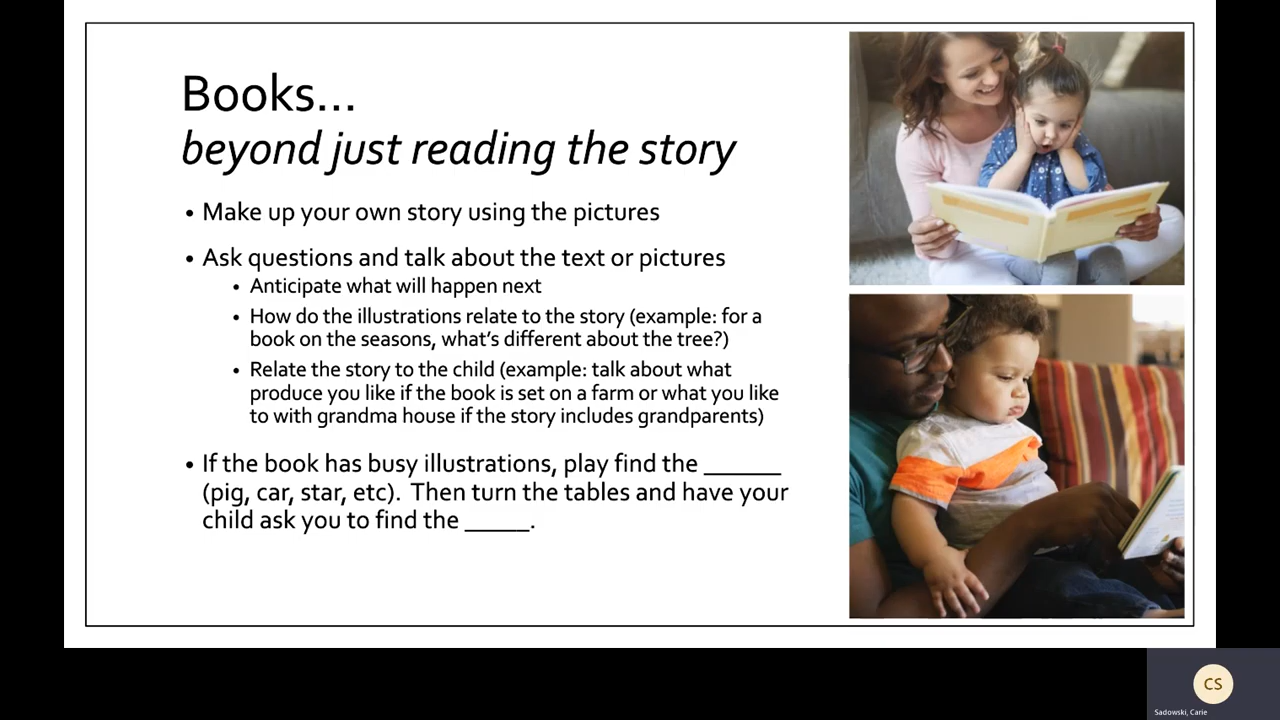 Books...
beyond just reading the story
• Make up your own story using the pictures
• Ask questions and talk about the text or pictures
• Anticipate what will happen next
• How do the illustrations relate to the story (example: for a
book on the seasons, what's different about the tree?)
• Relate the story to the child (example: talk about what
produce you like if the book is set on a farm or what you like
to with grandma house if the story includes grandparents)
• If the book has busy illustrations, play find the ______
(pig, car, star, etc).  Then turn the tables and have your
child ask you to find the _____.
CS
Sadowski, Carie